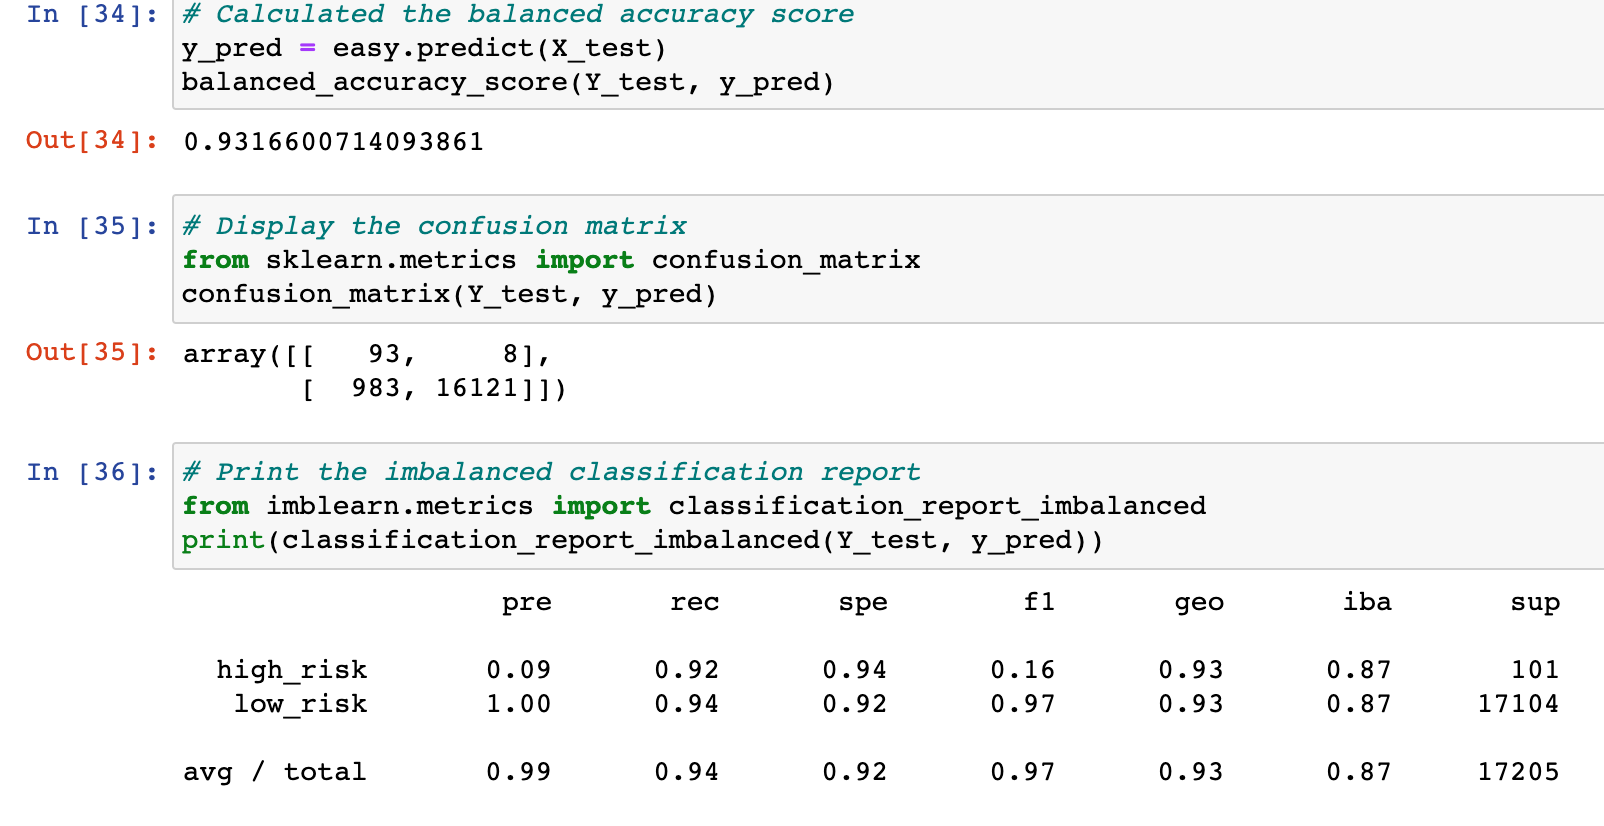 In [34]: # Calculated the balanced accuracy score
y_pred = easy.predict(X_test)
balanced_accuracy_score(Y_test, y_pred)
Out[34]: 0.9316600714093861
In [35]: # Display the confusion matrix
from sklearn.metrics import confusion_matrix
confusion_matrix(Y_test, y_pred)
Out[35]: array([[   93,     8],
       [  983, 16121]])
In [36]: # Print the imbalanced classification report
from imblearn.metrics import classification_report_imbalanced
print(classification_report_imbalanced(Y_test, y_pred))
pre rec spe f1 geo iba sup
high_risk 0.09 0.92 0.94 0.16 0.93 0.87 101
low_risk 1.00 0.94 0.92 0.97 0.93 0.87 17104
avg / total 0.99 0.94 0.92 0.97 0.93 0.87 17205